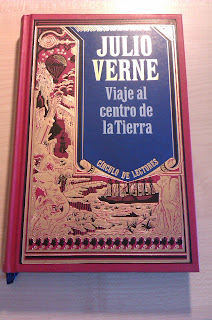 JULIO
VERNE
Viaje al
centro de
la Tierra
CÍRCULO DE LECTORES